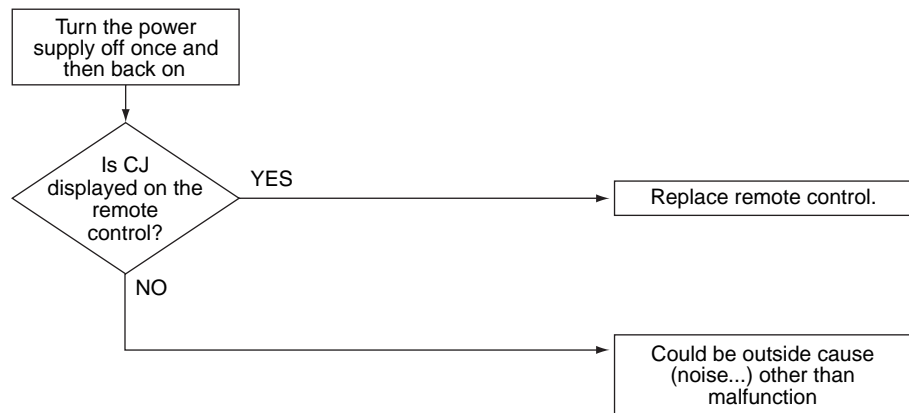 Turn the power
supply off once and
then back on
Is CJ
displayed on the
remote
control?
YES
Replace remote control.
NO
Could be outside cause
(noise...) other than
malfunction